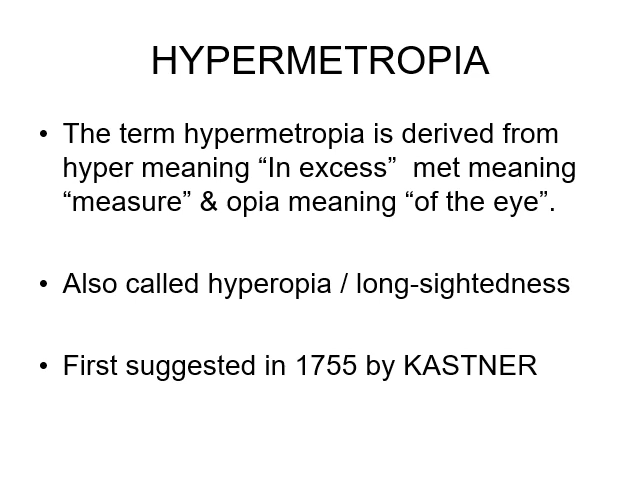 HYPERMETROPIA
• The term hypermetropia is derived from
hyper meaning “In excess”  met meaning
“measure” & opia meaning “of the eye”.
• Also called hyperopia / long-sightedness
• First suggested in 1755 by KASTNER